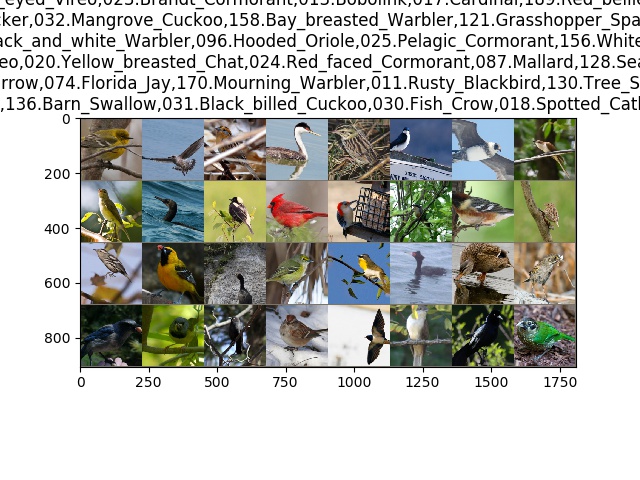 _eyed_Vireo,023.Brandt_Cormorant,013.Bobolink,017.Cardinal,189.Red_belli
cker,032.Mangrove_Cuckoo,158.Bay_breasted_Warbler,121.Grasshopper_Spa
ack_and_white_Warbler,096.Hooded_Oriole,025.Pelagic_Cormorant,156.White
eo,020.Yellow_breasted_Chat,024.Red_faced_Cormorant,087.Mallard,128.Sea
rrow,074.Florida_Jay,170.Mourning_Warbler,011.Rusty_Blackbird,130.Tree_S
,136.Barn_Swallow,031.Black_billed_Cuckoo,030.Fish_Crow,018.Spotted_Catb
0
200
400
600
800
0 250 500 750 1000 1250 1500 1750